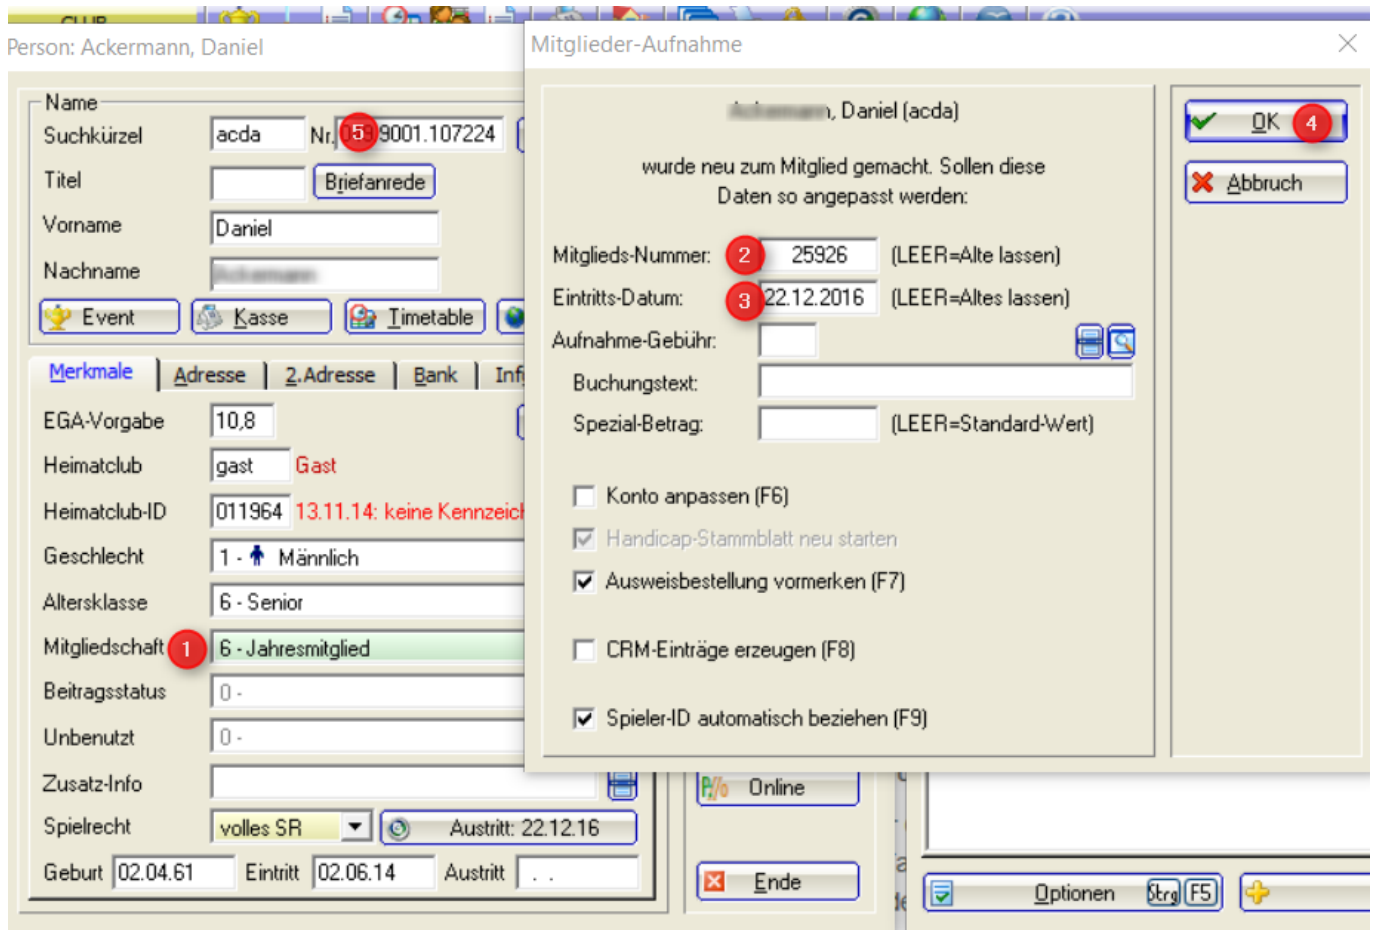 CLUB
Person: Ackermann, Daniel
Name
Suchkürzel acda Nr. 5 9001.107224
Titel Briefanrede
Vorname Daniel
Nachname
Event Kasse Timetable
Merkmale Adresse 2.Adresse Bank
EGA-Vorgabe 10,8
Heimatclub gast Gast
Heimatclub-ID 011964 13.11.14: keine Kennzeich
Geschlecht 1 - Männlich
Altersklasse 6 - Senior
Mitgliedschaft 1 6 - Jahresmitglied
Beitragsstatus 0 -
Unbenutzt 0 -
Zusatz-Info
Spielrecht volles SR Austritt: 22.12.16
Geburt 02.04.61 Eintritt 02.06.14 Austritt . .
Online
Ende
Mitglieder-Aufnahme
, Daniel (acda)
wurde neu zum Mitglied gemacht. Sollen diese
Daten so angepasst werden:
Mitglieds-Nummer: 2 25926 (LEER=Alte lassen)
Eintritts-Datum: 3 22.12.2016 (LEER=Altes lassen)
Aufnahme-Gebühr:
Buchungstext:
Spezial-Betrag: (LEER=Standard-Wert)
Konto anpassen (F6)
Handicap-Stammblatt neu starten
Ausweisbestellung vormerken (F7)
CRM-Einträge erzeugen (F8)
Spieler-ID automatisch beziehen (F9)
OK 4
Abbruch
Optionen Strg F5